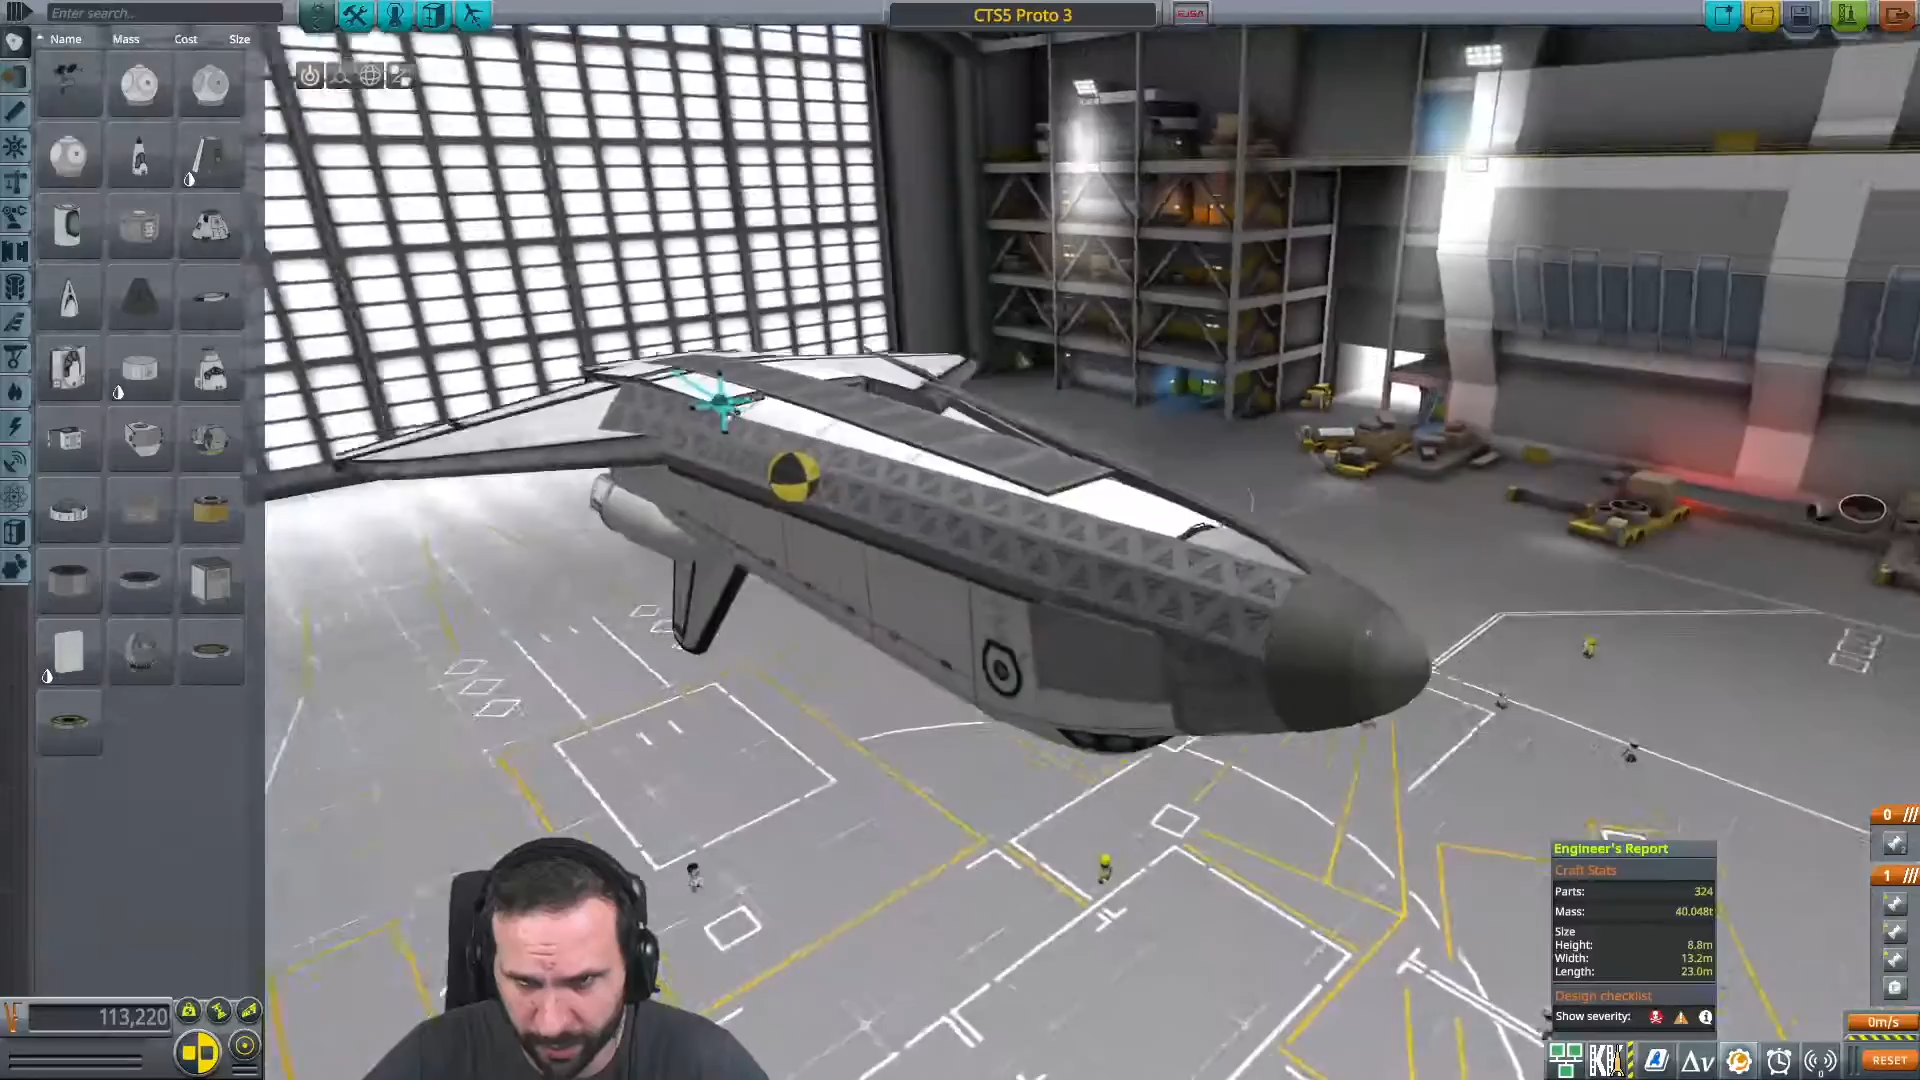 Enter search..
CTS5 Proto 3
FJSA
Name Mass Cost Size
Engineer's Report
Craft Stats
Parts: 324
Mass: 40.048t
Size
Height: 8.8m
Width: 13.2m
Length: 23.0m
Design checklist
Show severity:
0
1
113,220
0m/s
Δv
RESET